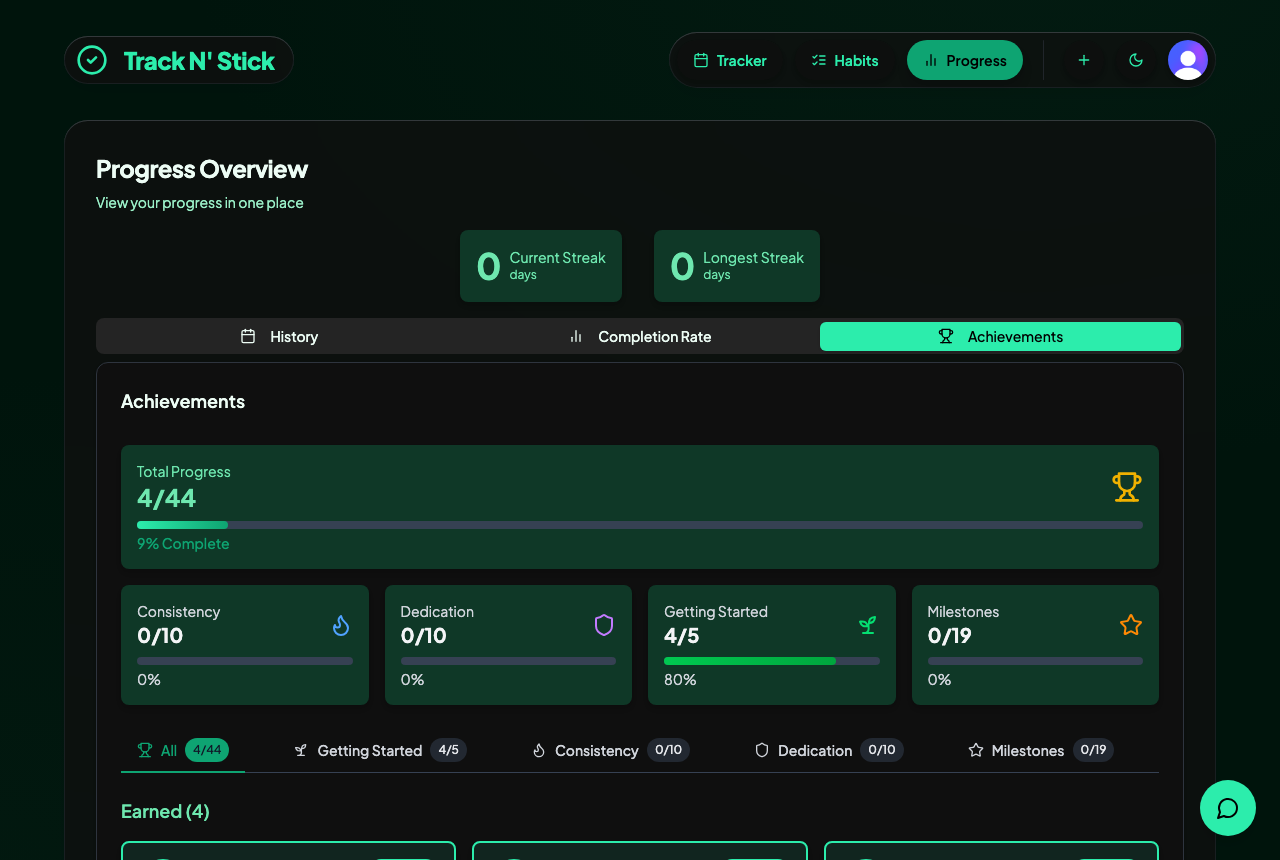 Track N' Stick
Tracker
Habits
Progress
Progress Overview
View your progress in one place
0 Current Streak
days
0 Longest Streak
days
History
Completion Rate
Achievements
Achievements
Total Progress
4/44
9% Complete
Consistency
0/10
0%
Dedication
0/10
0%
Getting Started
4/5
80%
Milestones
0/19
0%
All 4/44
Getting Started 4/5
Consistency 0/10
Dedication 0/10
Milestones 0/19
Earned (4)